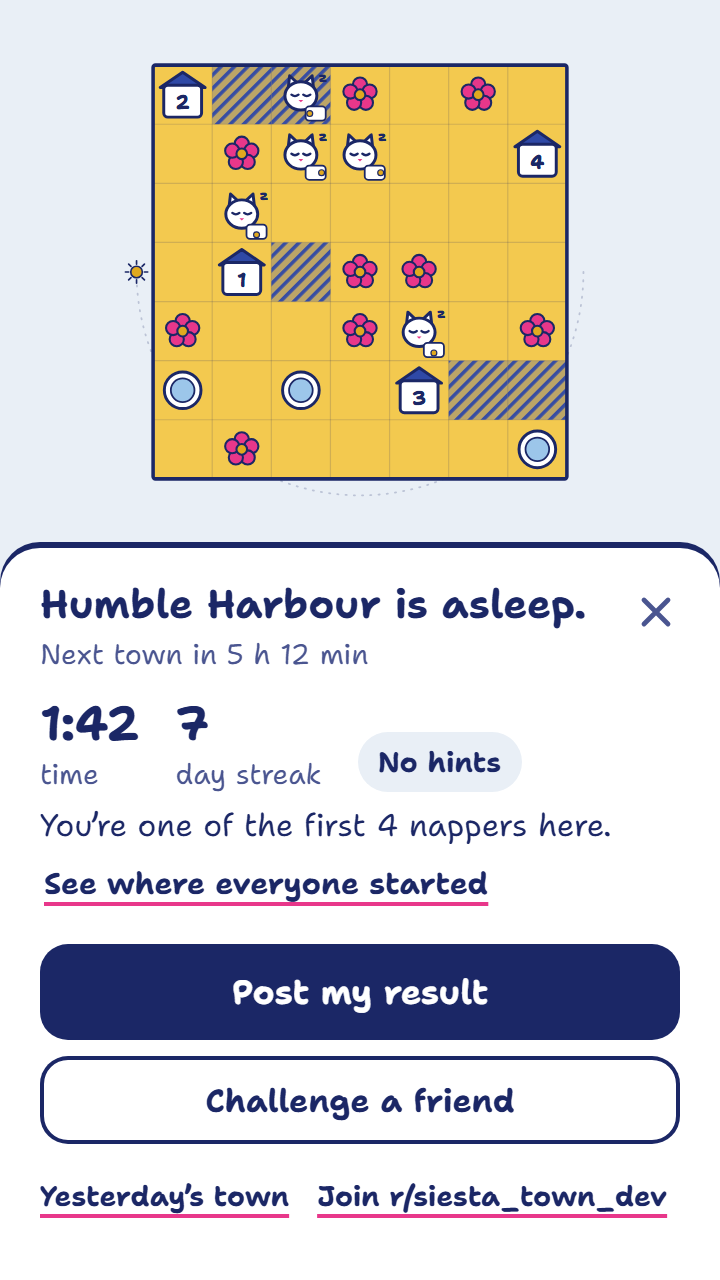 2
z
z
z
4
z
1
z
3
Humble Harbour is asleep.
Next town in 5 h 12 min
1:42 7
time day streak
No hints
You're one of the first 4 nappers here.
See where everyone started
Post my result
Challenge a friend
Yesterday's town Join r/siesta_town_dev